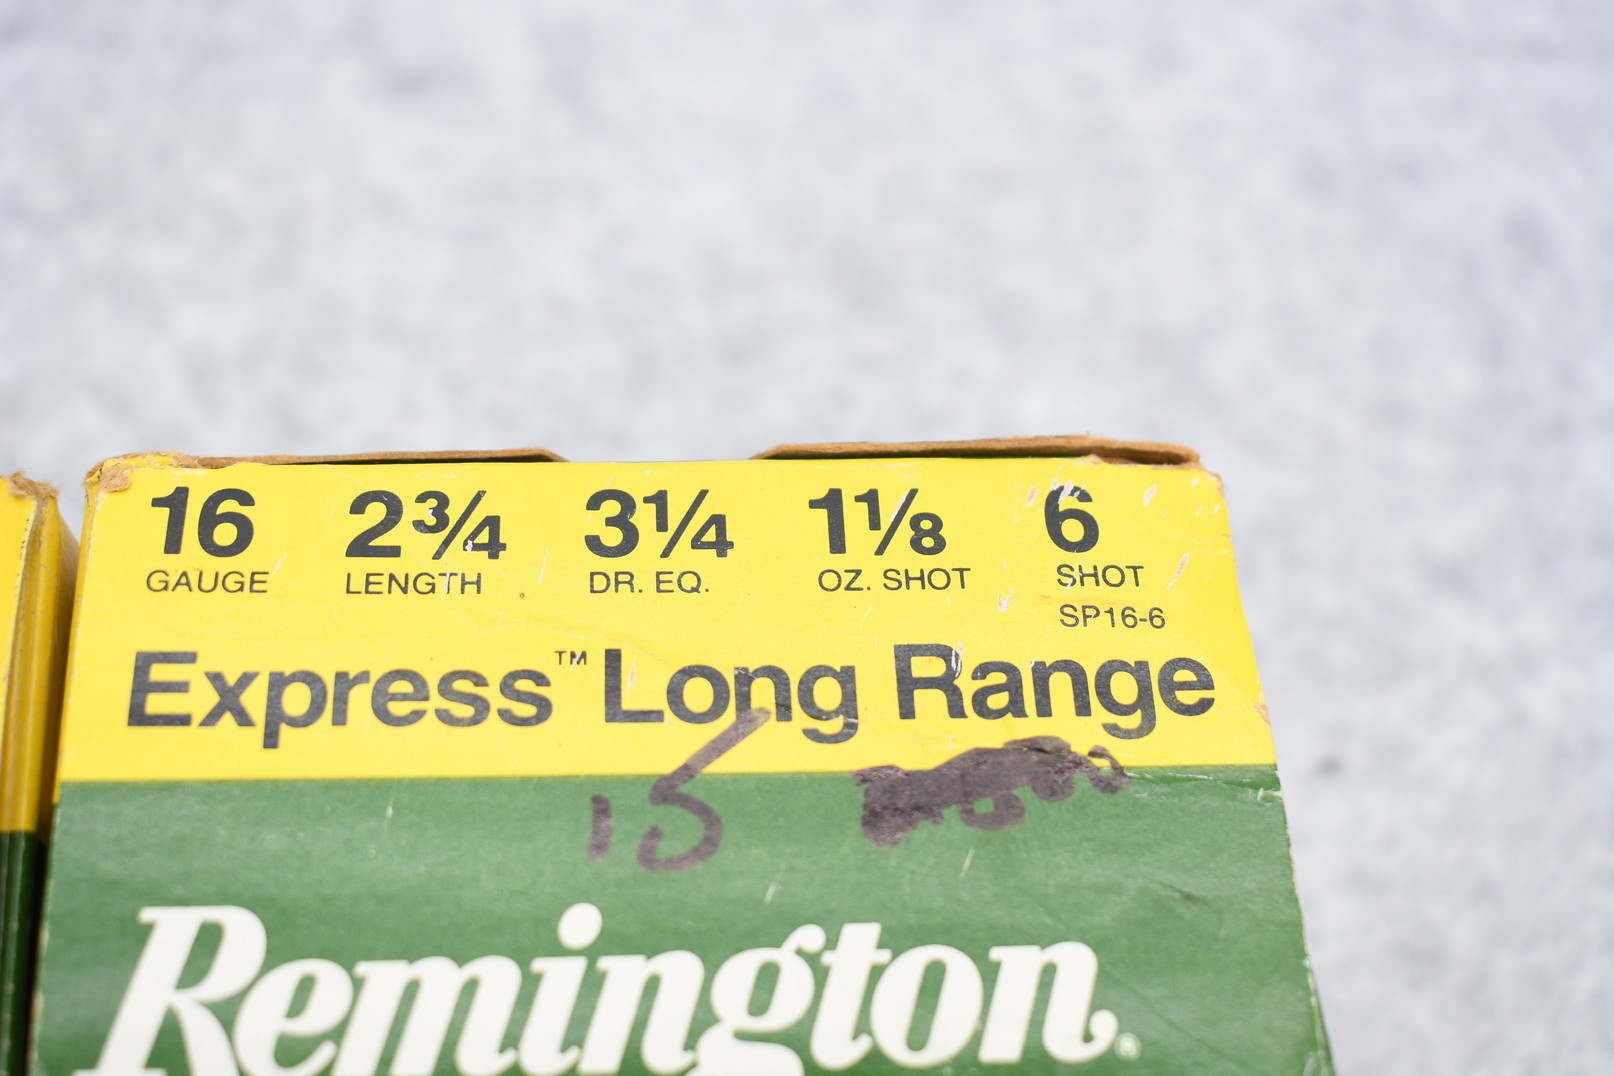 16 2¾ 3¼ 1⅛ 6
GAUGE LENGTH DR. EQ. OZ. SHOT SHOT
SP16-6
Express™ Long Range
15
Remington®